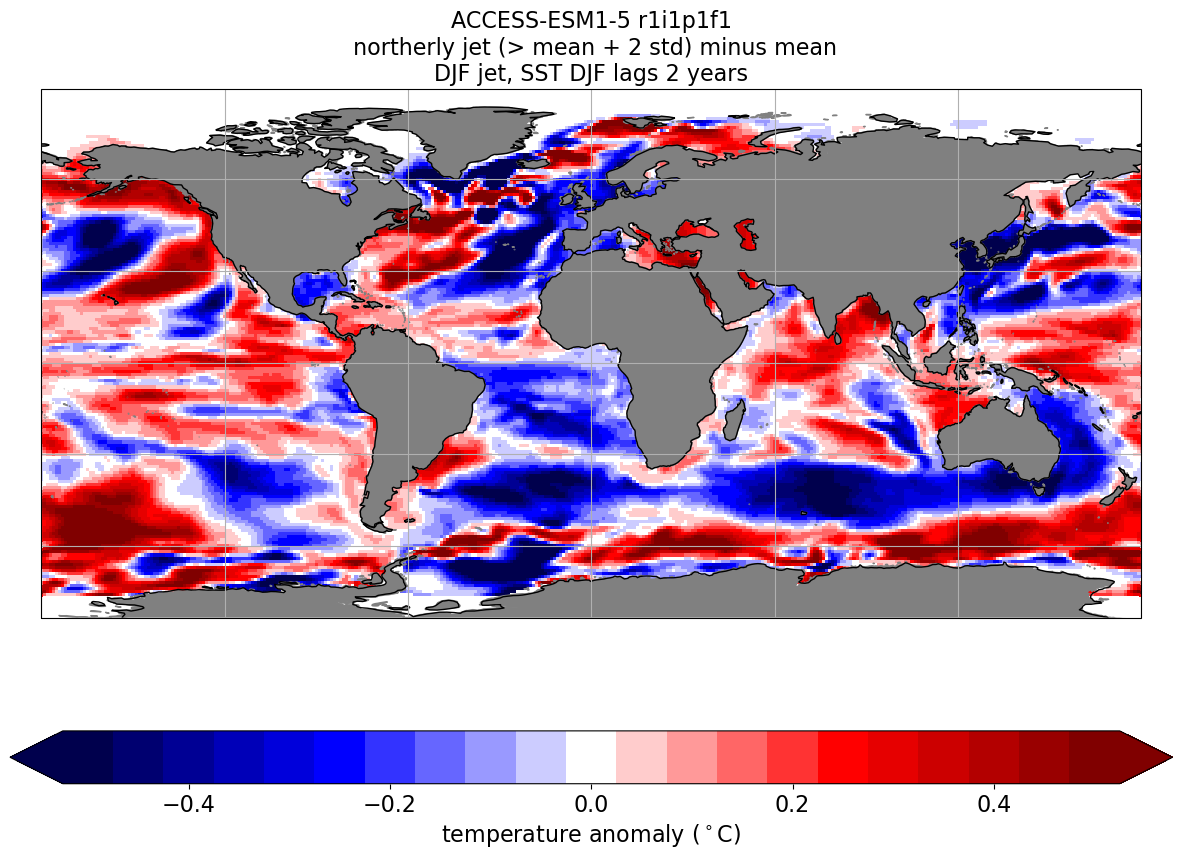 ACCESS-ESM1-5 r1i1p1f1
northerly jet (> mean + 2 std) minus mean
DJF jet, SST DJF lags 2 years
−0.4 −0.2 0.0 0.2 0.4
temperature anomaly (°C)